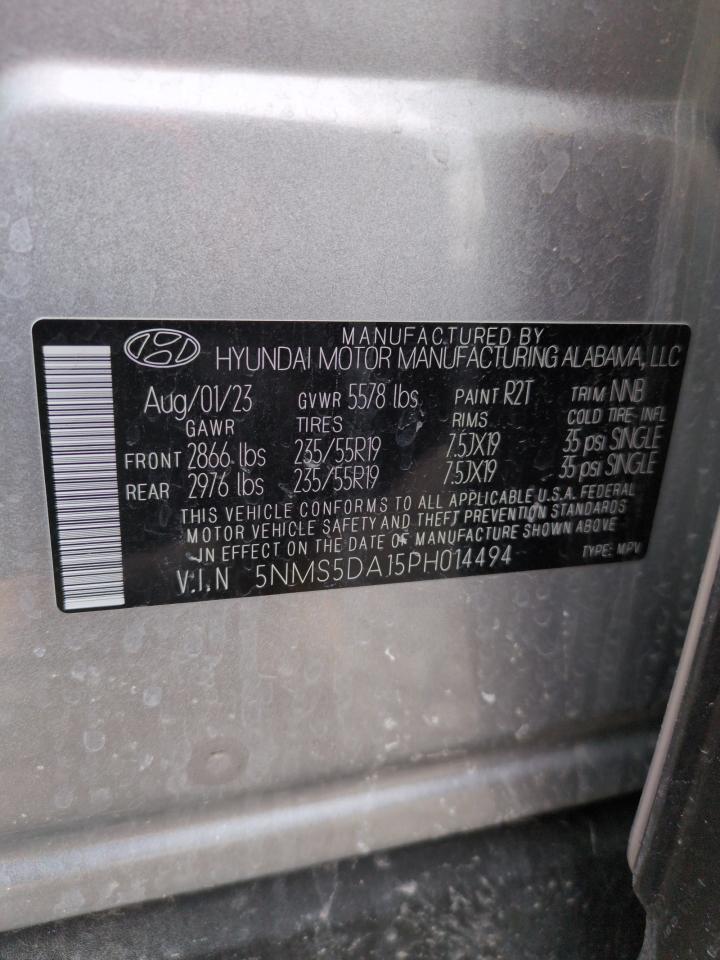 MANUFACTURED BY
HYUNDAI MOTOR MANUFACTURING ALABAMA, LLC
Aug/01/23 GVWR 5578 lbs PAINT R2T TRIM NNB
GAWR TIRES RIMS COLD TIRE-INFL
FRONT 2866 lbs 235/55R19 7.5JX19 35 psi SINGLE
REAR 2976 lbs 235/55R19 7.5JX19 35 psi SINGLE
THIS VEHICLE CONFORMS TO ALL APPLICABLE U.S.A. FEDERAL
MOTOR VEHICLE SAFETY AND THEFT PREVENTION STANDARDS
IN EFFECT ON THE DATE OF MANUFACTURE SHOWN ABOVE
V.I.N 5NMS5DA15PH014494 TYPE: MPV